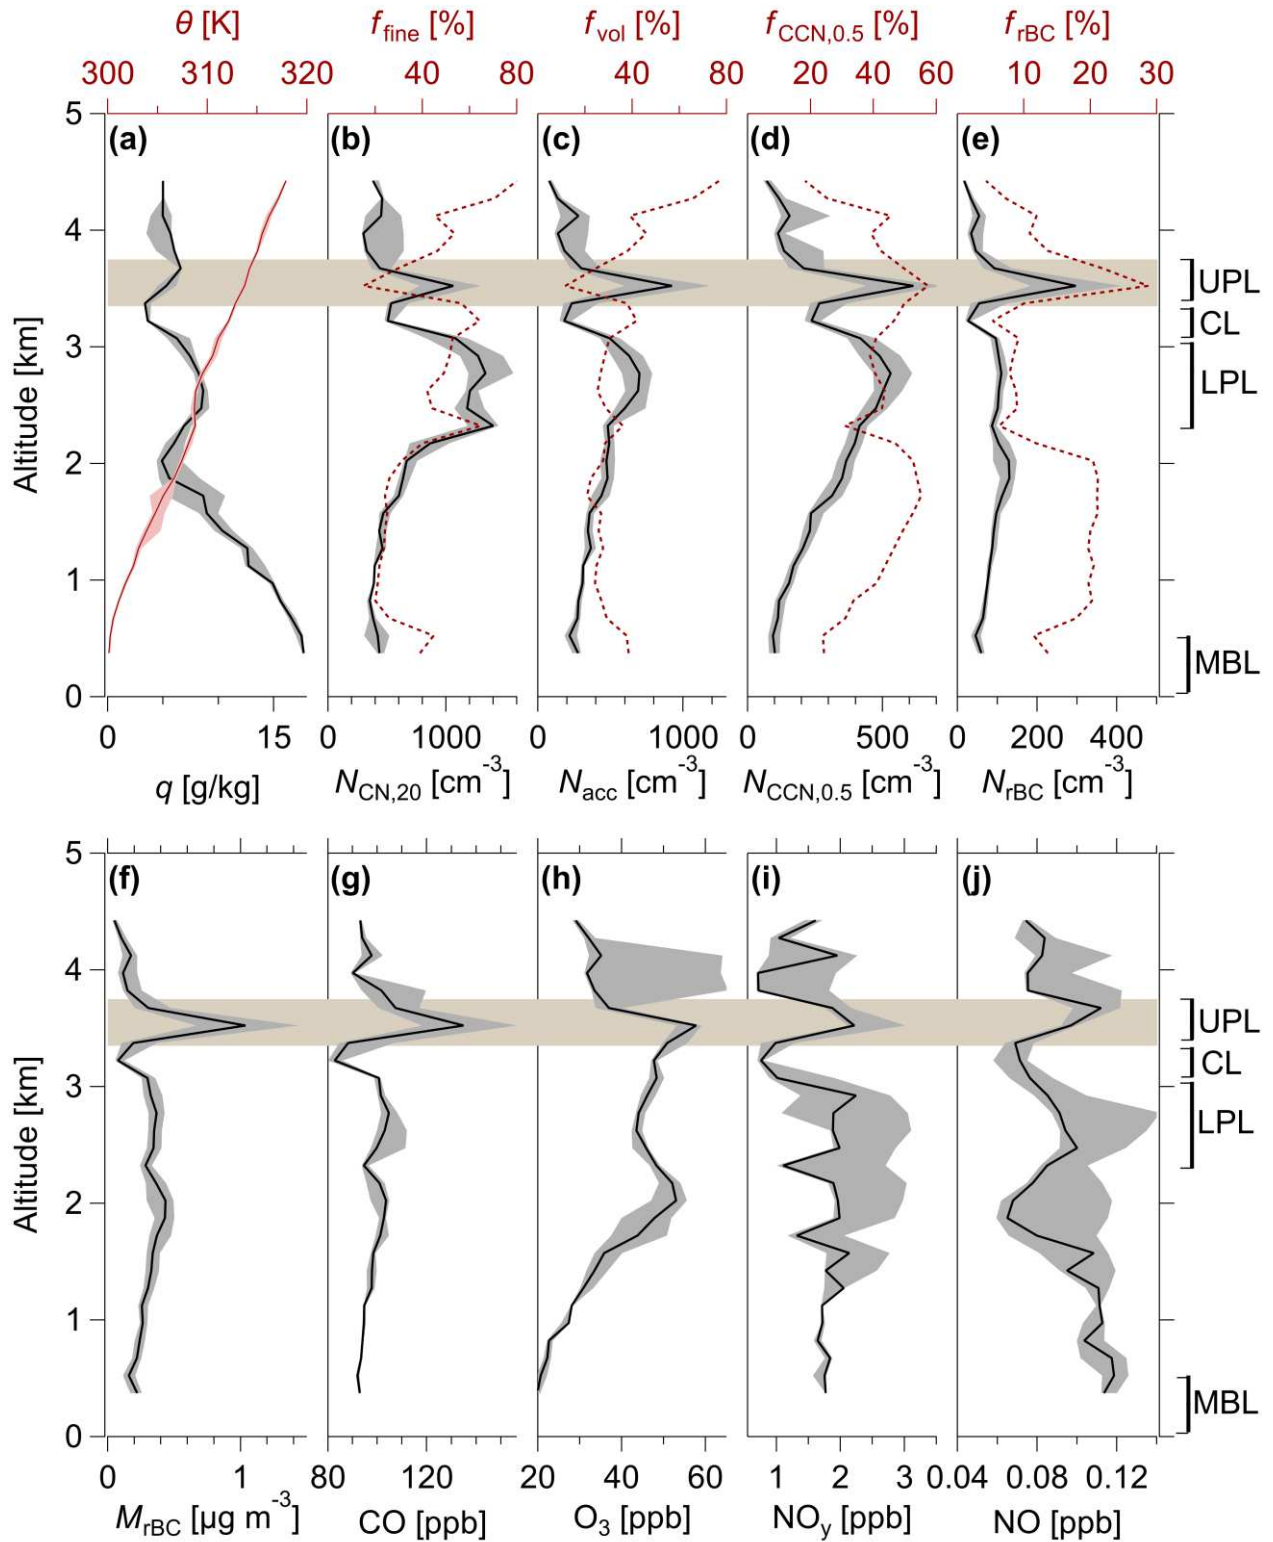 θ [K] f_fine [%] f_vol [%] f_CCN,0.5 [%] f_rBC [%]
300 310 320 40 80 40 80 20 40 60 10 20 30
5
(a) (b) (c) (d) (e)
4
UPL
CL
3
LPL
2
1
MBL
0
Altitude [km]
0 15 0 1000 0 1000 0 500 0 200 400
q [g/kg] N_CN,20 [cm⁻³] N_acc [cm⁻³] N_CCN,0.5 [cm⁻³] N_rBC [cm⁻³]
5
(f) (g) (h) (i) (j)
4
UPL
CL
3
LPL
2
1
MBL
0
Altitude [km]
0 1 80 120 20 40 60 1 2 3 0.04 0.08 0.12
M_rBC [µg m⁻³] CO [ppb] O₃ [ppb] NO_y [ppb] NO [ppb]